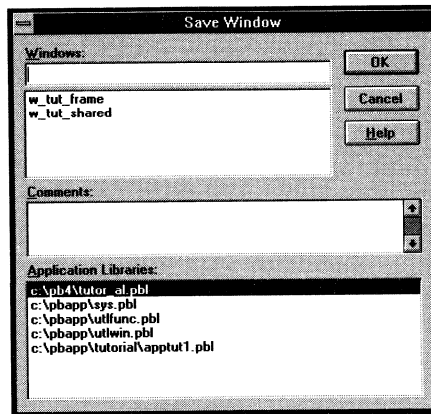 Save Window
Windows:
OK
w_tut_frame
w_tut_shared
Cancel
Help
Comments:
Application Libraries:
c:\pb4\tutor_al.pbl
c:\pbapp\sys.pbl
c:\pbapp\utlfunc.pbl
c:\pbapp\utlwin.pbl
c:\pbapp\tutorial\apptut1.pbl